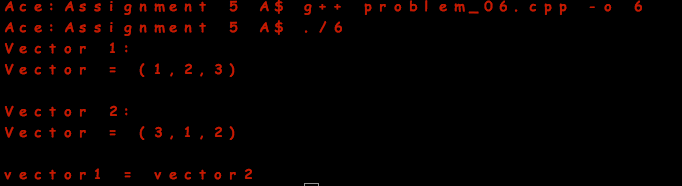 Ace:Assignment 5 A$ g++ problem_06.cpp -o 6
Ace:Assignment 5 A$ ./6
Vector 1:
Vector = (1,2,3)
Vector 2:
Vector = (3,1,2)
vector1 = vector2